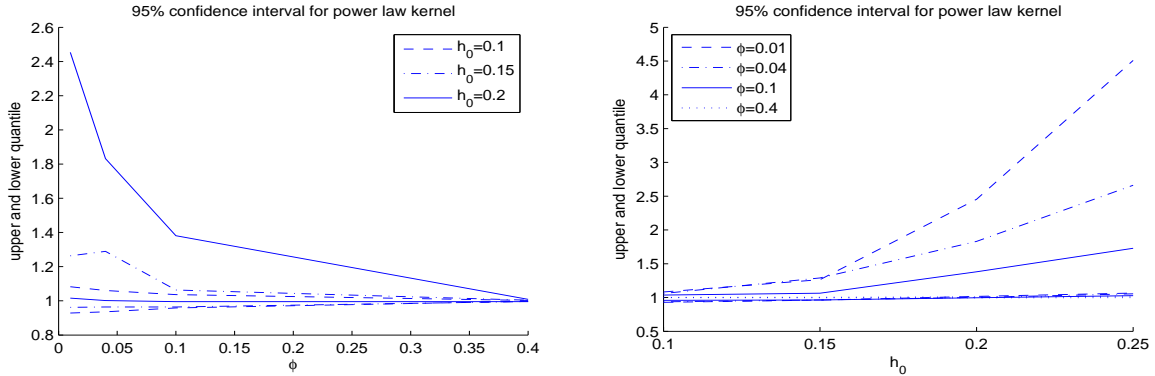 95% confidence interval for power law kernel
upper and lower quantile
2.6
2.4
2.2
2
1.8
1.6
1.4
1.2
1
0.8
0
0.05
0.1
0.15
0.2
0.25
0.3
0.35
0.4
ϕ
h₀=0.1
h₀=0.15
h₀=0.2
95% confidence interval for power law kernel
upper and lower quantile
5
4.5
4
3.5
3
2.5
2
1.5
1
0.5
0.1
0.15
0.2
0.25
h₀
ϕ=0.01
ϕ=0.04
ϕ=0.1
ϕ=0.4